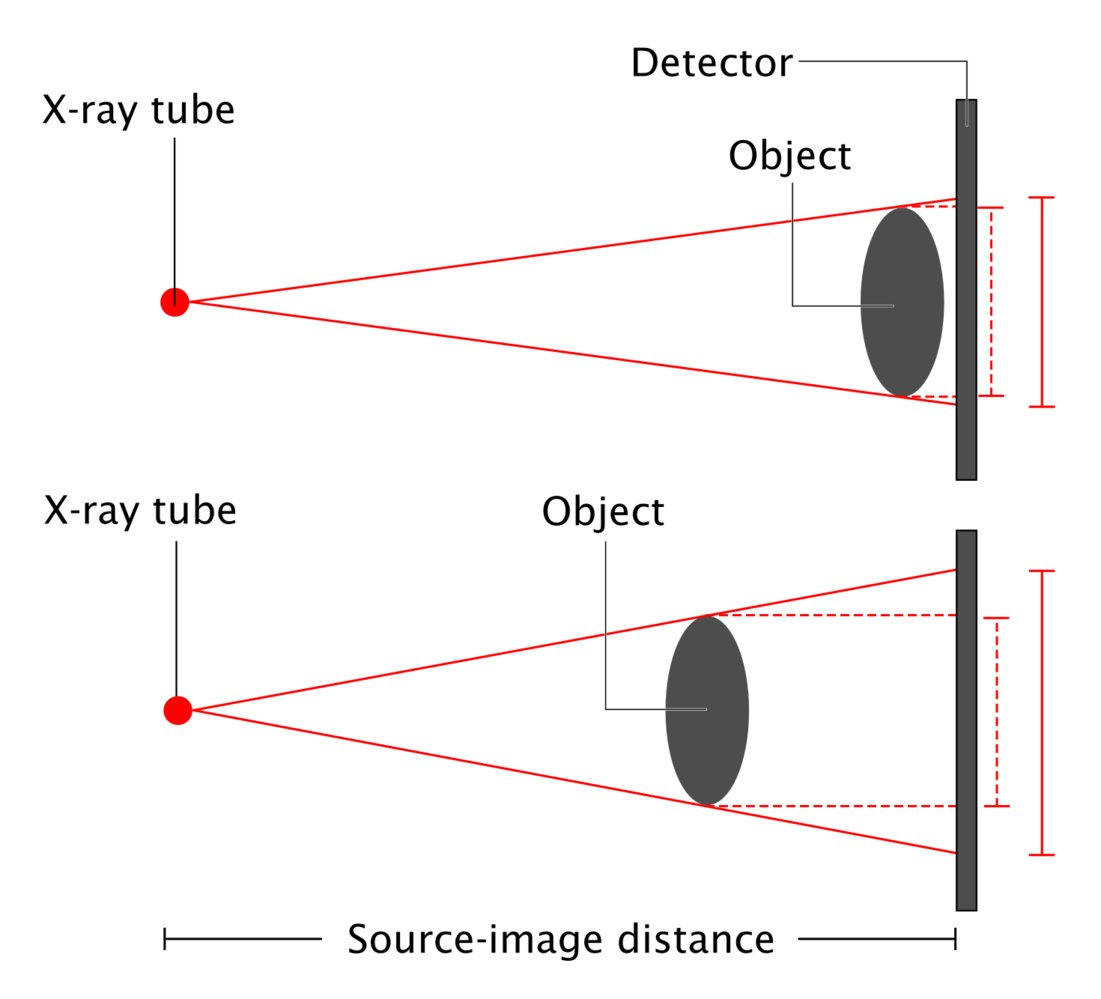 Detector
X-ray tube
Object
X-ray tube
Object
Source-image distance